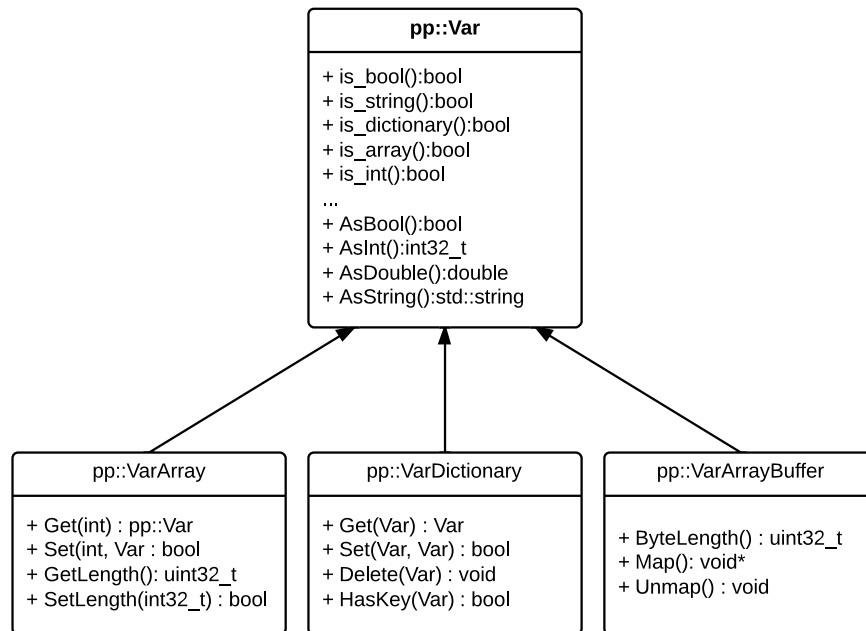 pp::Var
+ is_bool():bool
+ is_string():bool
+ is_dictionary():bool
+ is_array():bool
+ is_int():bool
...
+ AsBool():bool
+ AsInt():int32_t
+ AsDouble():double
+ AsString():std::string
pp::VarArray
+ Get(int) : pp::Var
+ Set(int, Var : bool
+ GetLength(): uint32_t
+ SetLength(int32_t) : bool
pp::VarDictionary
+ Get(Var) : Var
+ Set(Var, Var) : bool
+ Delete(Var) : void
+ HasKey(Var) : bool
pp::VarArrayBuffer
+ ByteLength() : uint32_t
+ Map(): void*
+ Unmap() : void